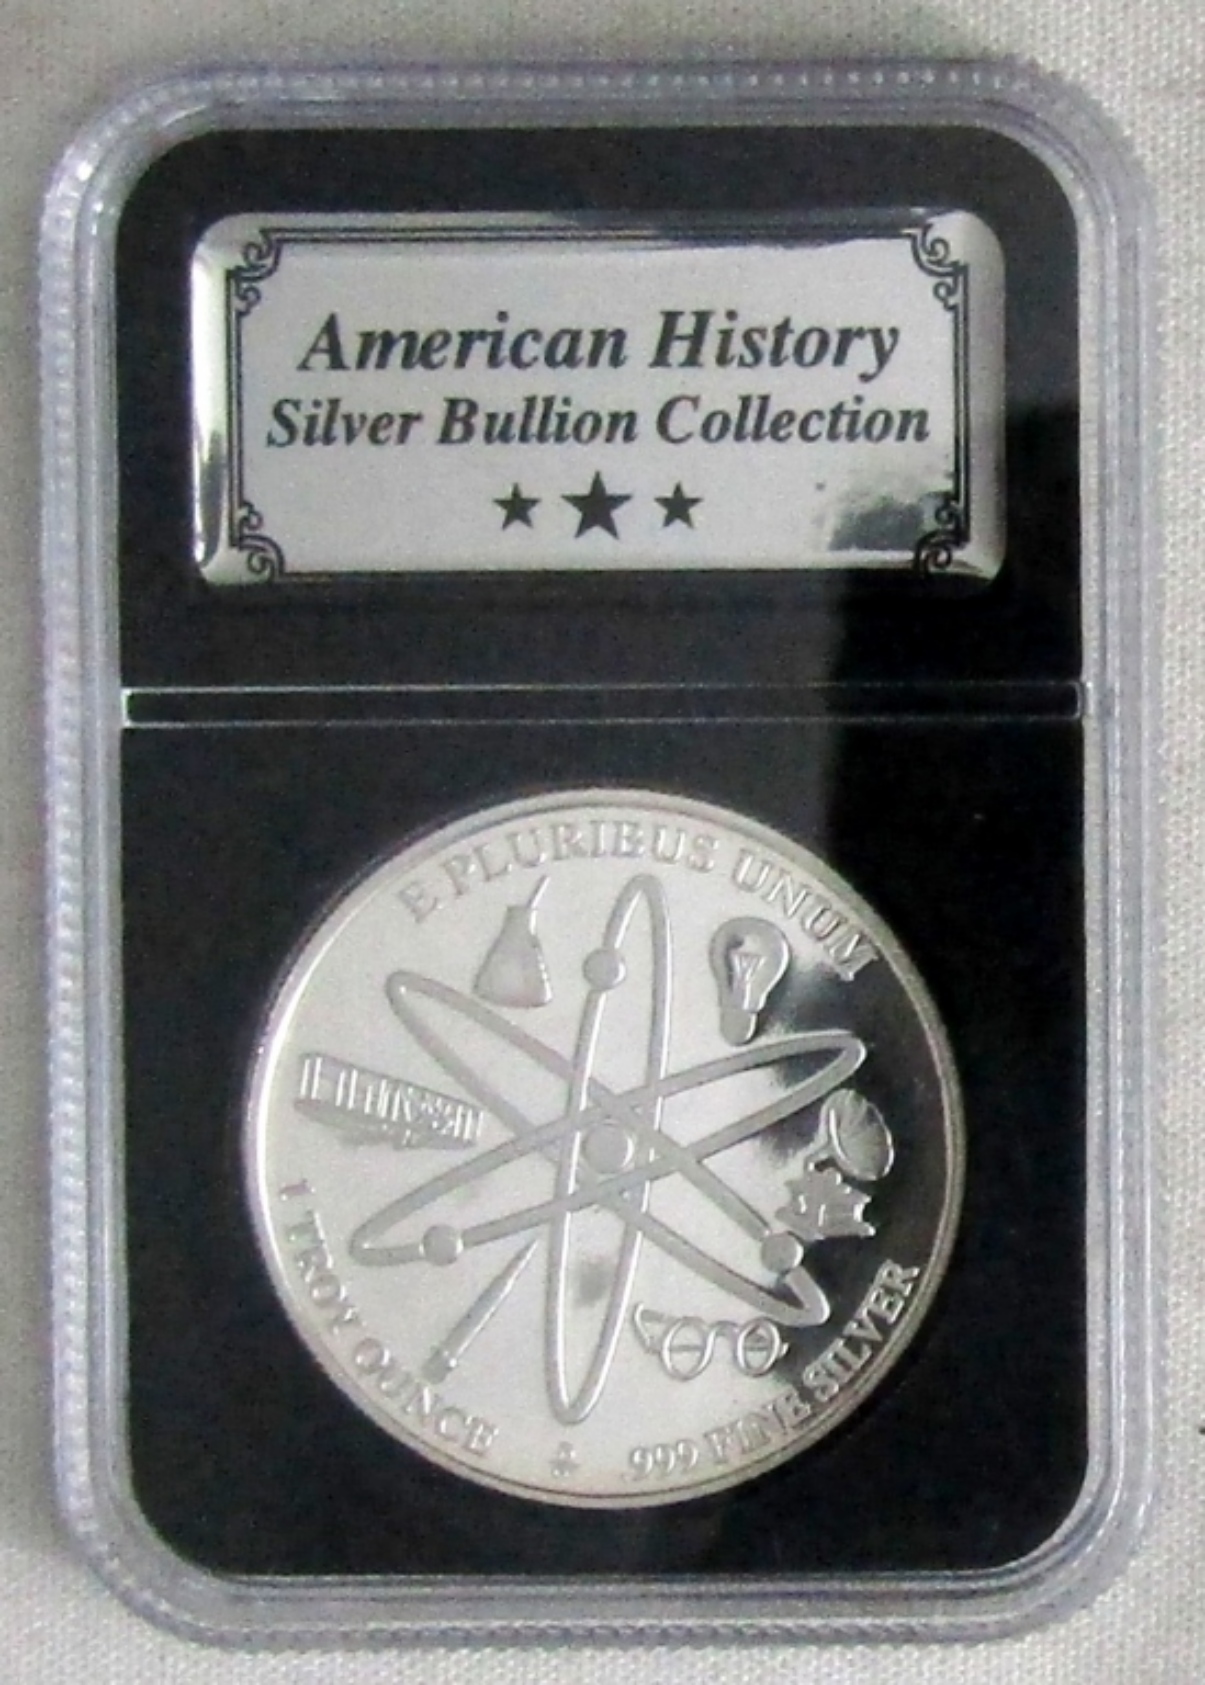 American History
Silver Bullion Collection
E PLURIBUS UNUM
1 TROY OUNCE
999 FINE SILVER